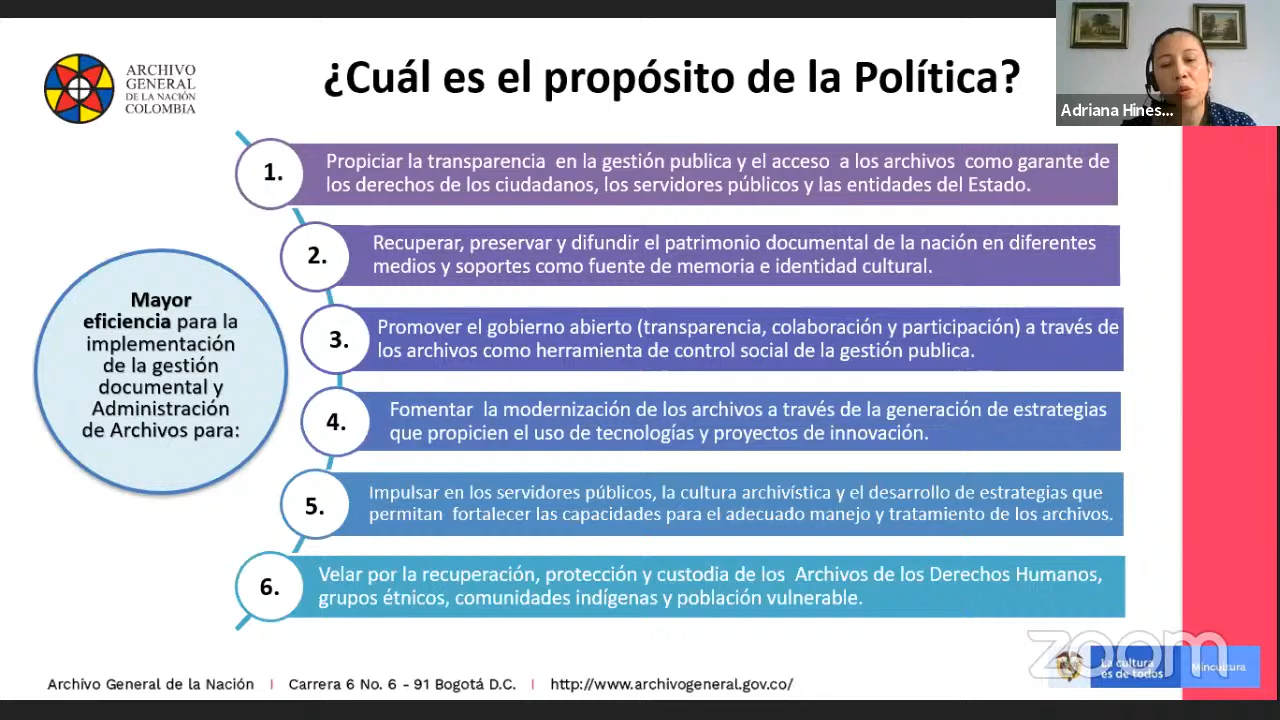 ARCHIVO
GENERAL
DE LA NACIÓN
COLOMBIA
¿Cuál es el propósito de la Política?
Adriana Hines...
1.
Propiciar la transparencia en la gestión publica y el acceso a los archivos como garante de
los derechos de los ciudadanos, los servidores públicos y las entidades del Estado.
2.
Recuperar, preservar y difundir el patrimonio documental de la nación en diferentes
medios y soportes como fuente de memoria e identidad cultural.
Mayor
eficiencia para la
implementación
de la gestión
documental y
Administración
de Archivos para:
3.
Promover el gobierno abierto (transparencia, colaboración y participación) a través de
los archivos como herramienta de control social de la gestión publica.
4.
Fomentar la modernización de los archivos a través de la generación de estrategias
que propicien el uso de tecnologías y proyectos de innovación.
5.
Impulsar en los servidores públicos, la cultura archivística y el desarrollo de estrategias que
permitan fortalecer las capacidades para el adecuado manejo y tratamiento de los archivos.
6.
Velar por la recuperación, protección y custodia de los Archivos de los Derechos Humanos,
grupos étnicos, comunidades indígenas y población vulnerable.
zoom
La cultura
es de todos
Mincultura
Archivo General de la Nación | Carrera 6 No. 6 - 91 Bogotá D.C. | http://www.archivogeneral.gov.co/